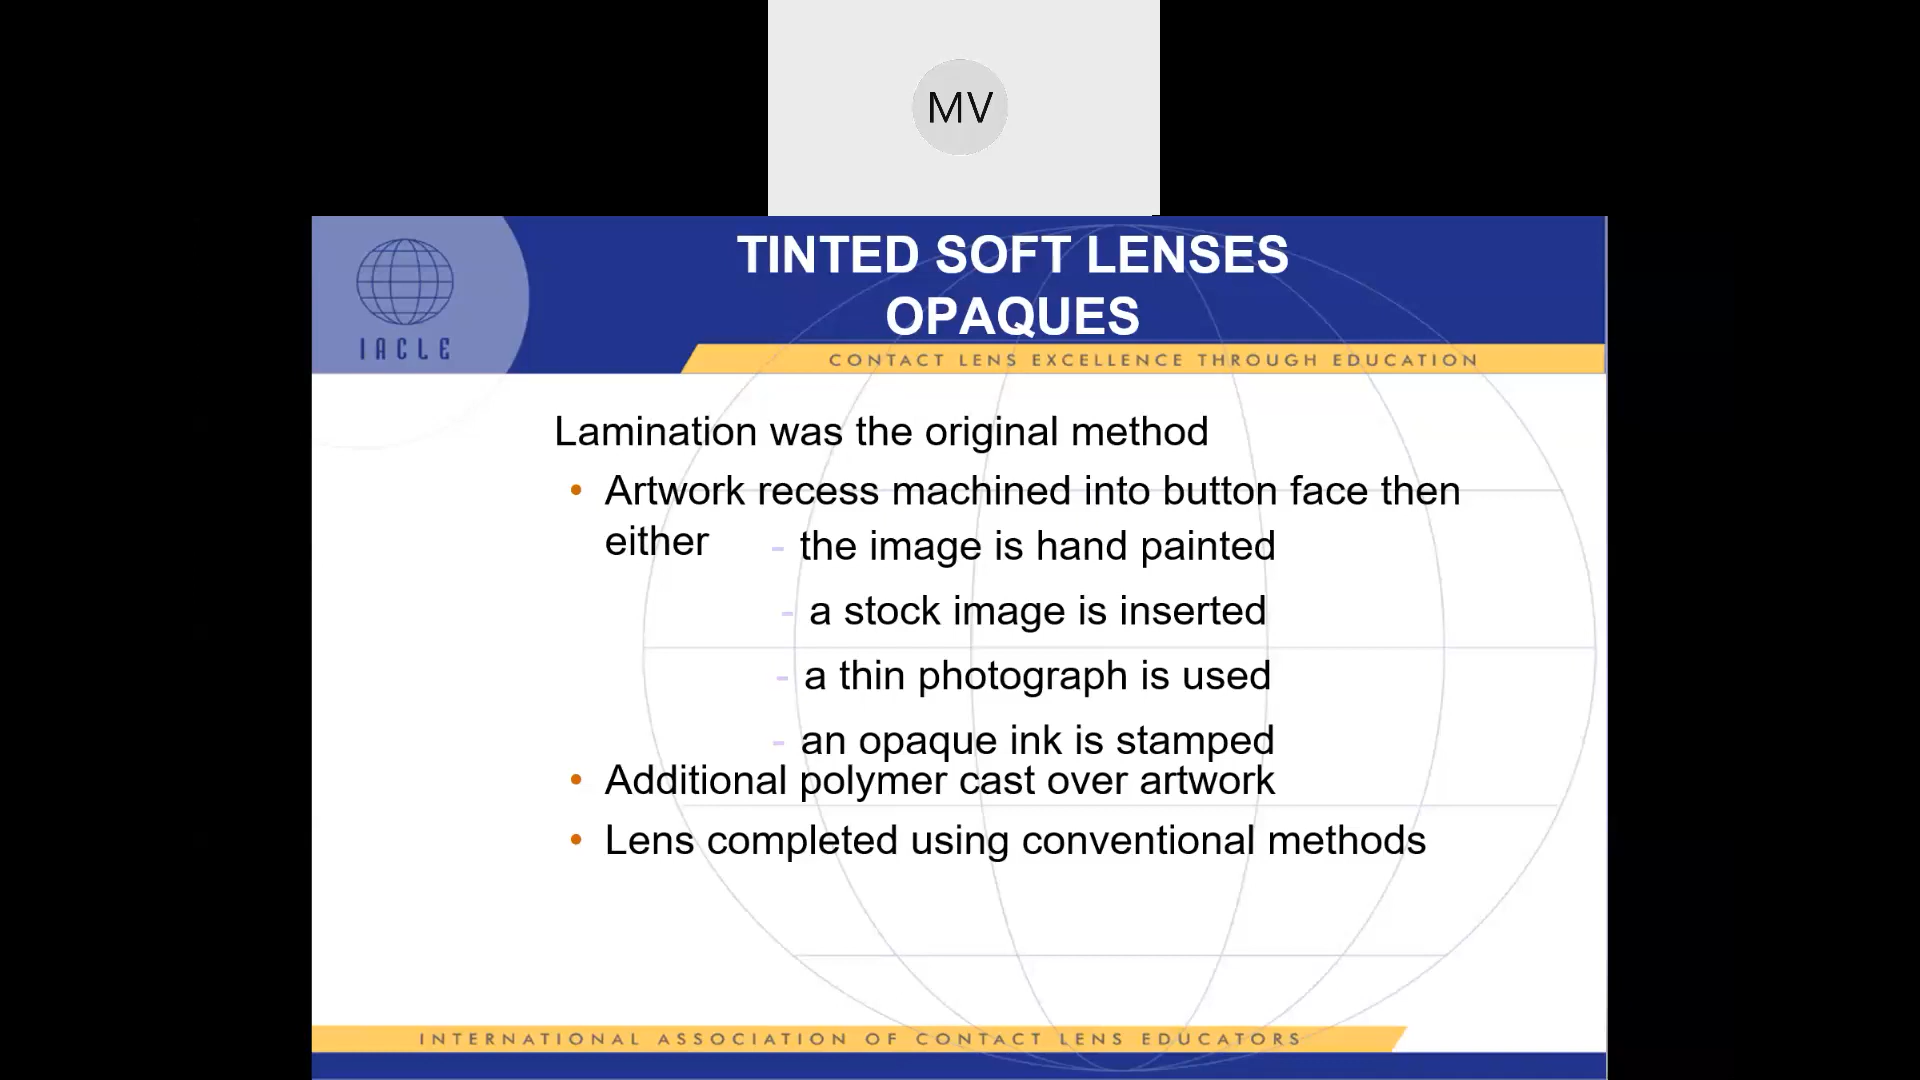 MV
TINTED SOFT LENSES
OPAQUES
IACLE
CONTACT LENS EXCELLENCE THROUGH EDUCATION
Lamination was the original method
• Artwork recess machined into button face then
either
- the image is hand painted
- a stock image is inserted
- a thin photograph is used
- an opaque ink is stamped
• Additional polymer cast over artwork
• Lens completed using conventional methods
INTERNATIONAL ASSOCIATION OF CONTACT LENS EDUCATORS